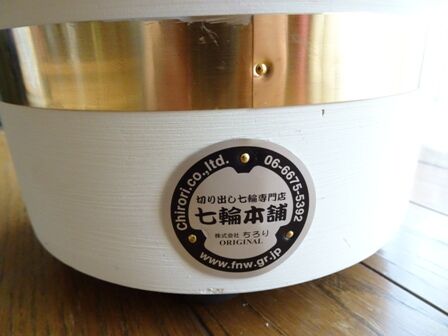 Chirori.co.,ltd. 06-6675-5392
切り出し七輪専門店
七輪本舗
株式会社 ちろり
ORIGINAL
www.fnw.gr.jp